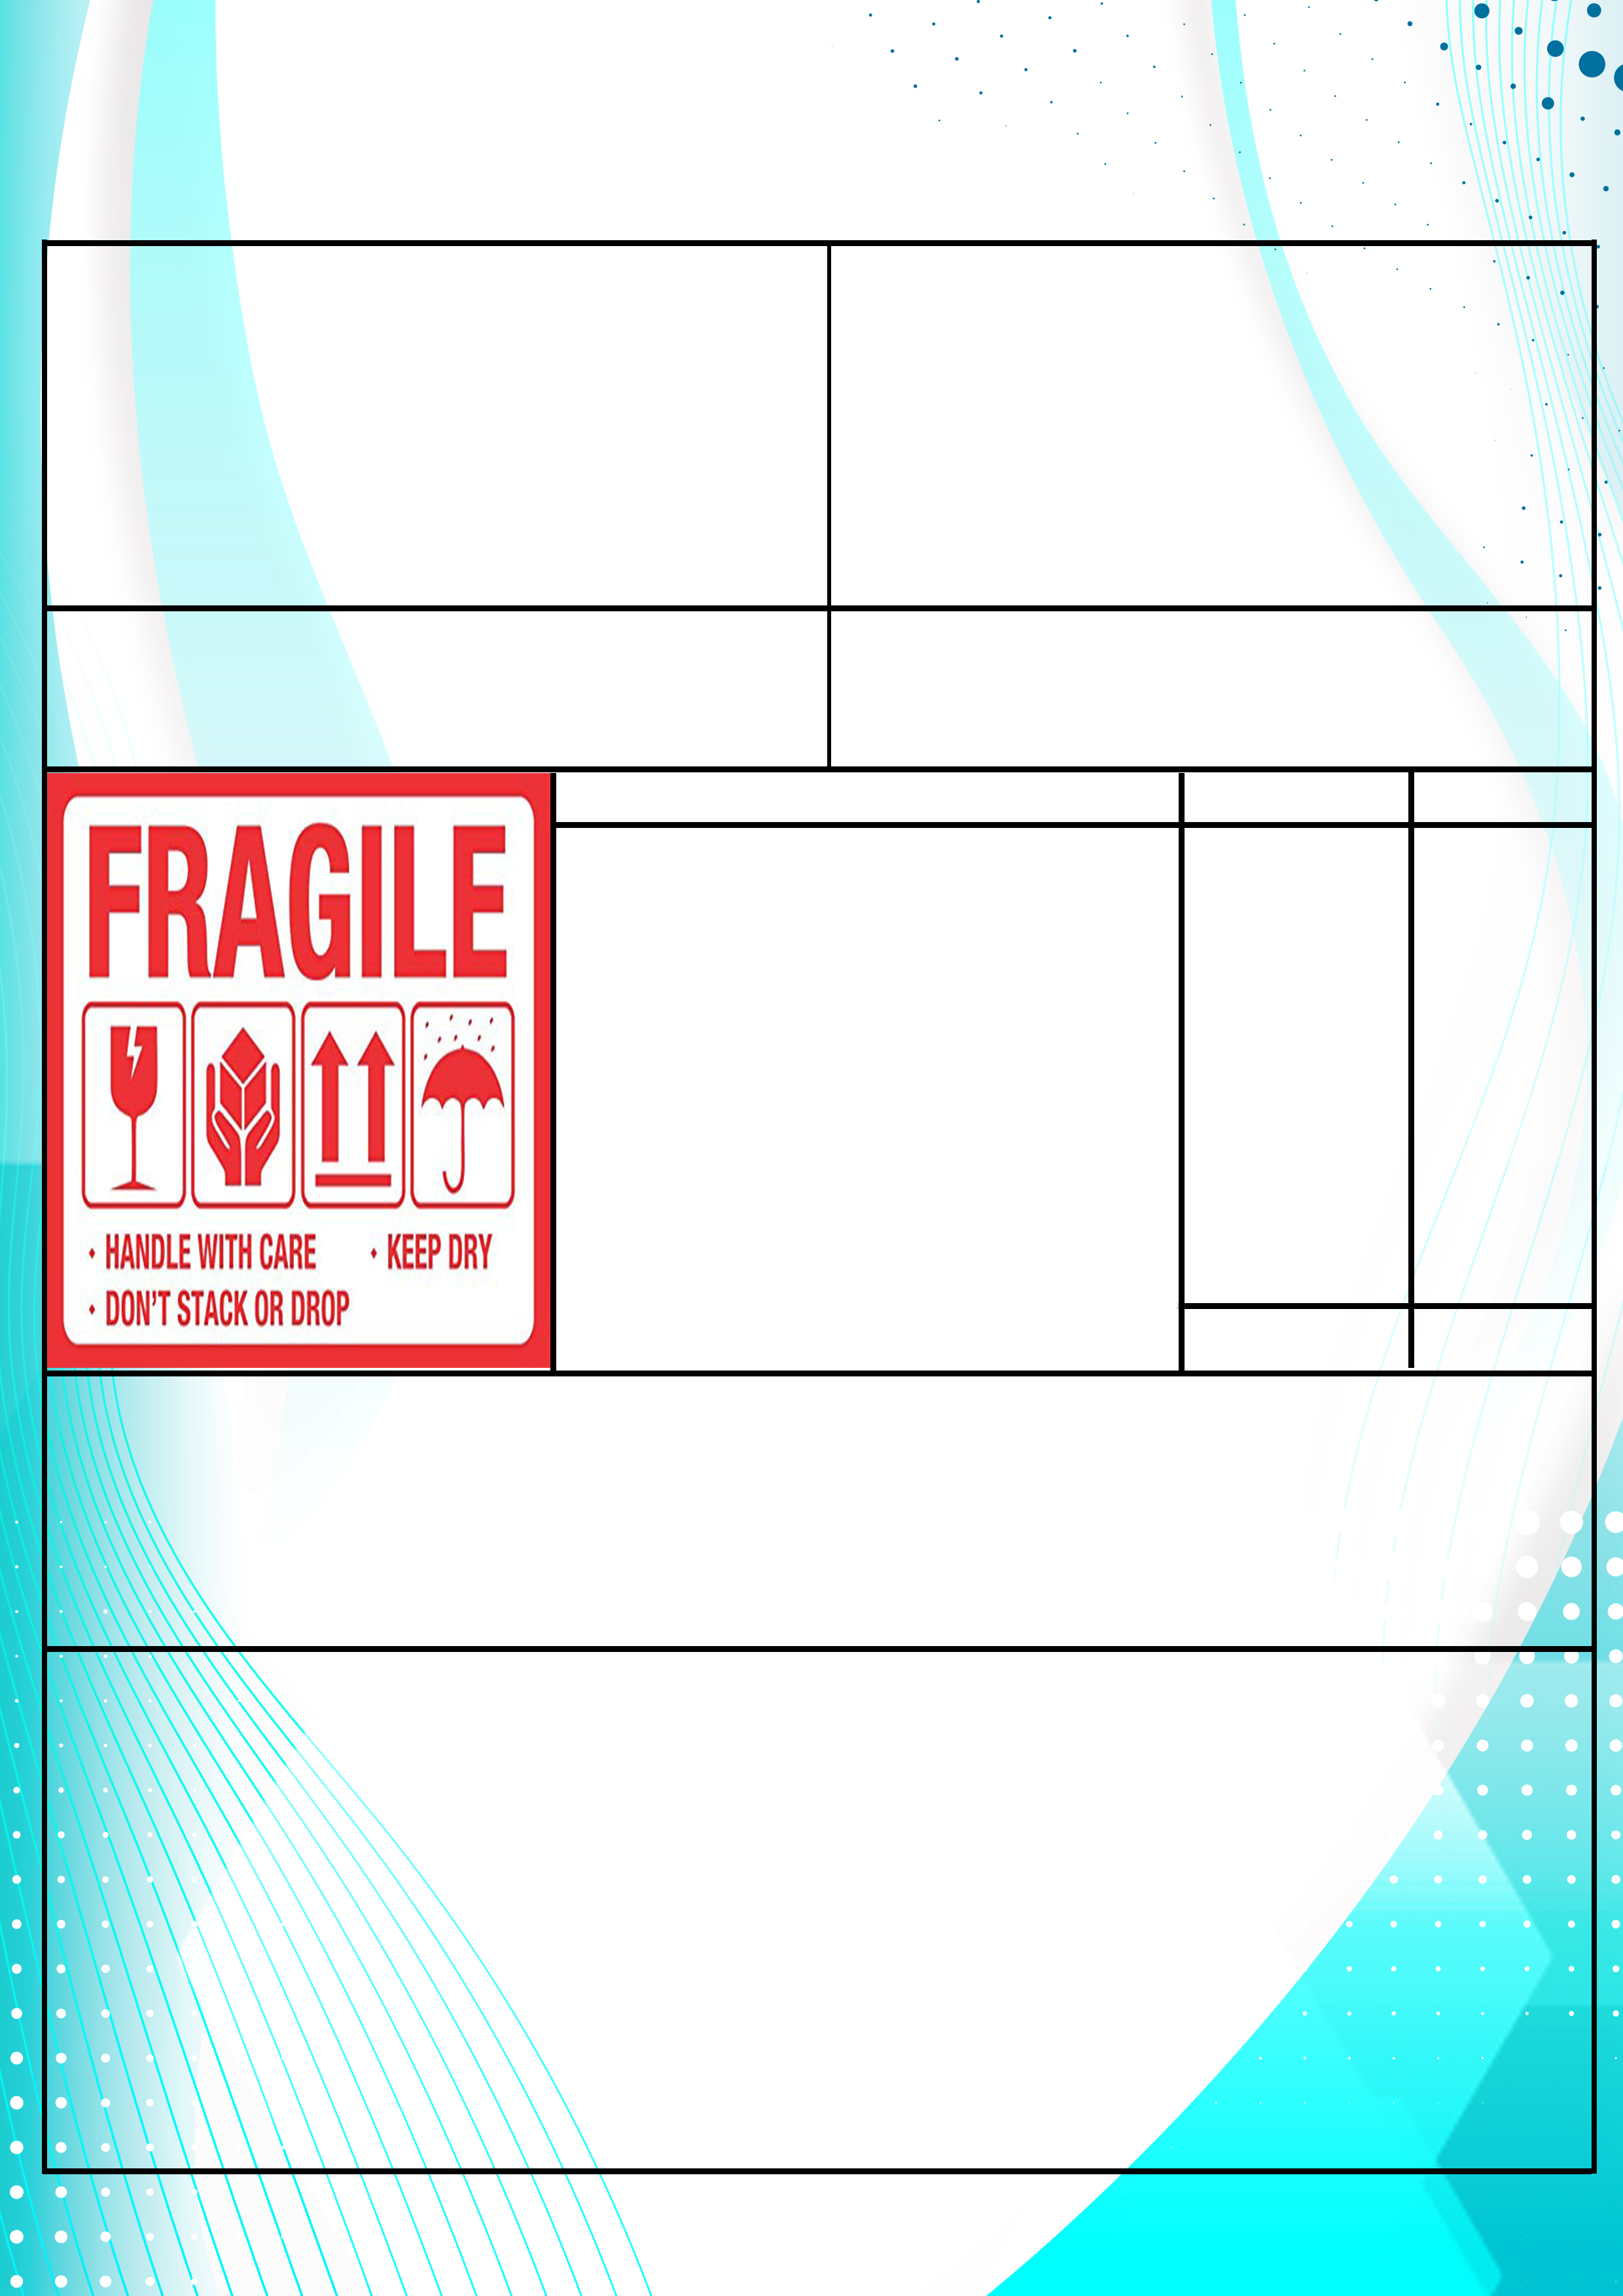 FRAGILE
• HANDLE WITH CARE • KEEP DRY
• DON'T STACK OR DROP